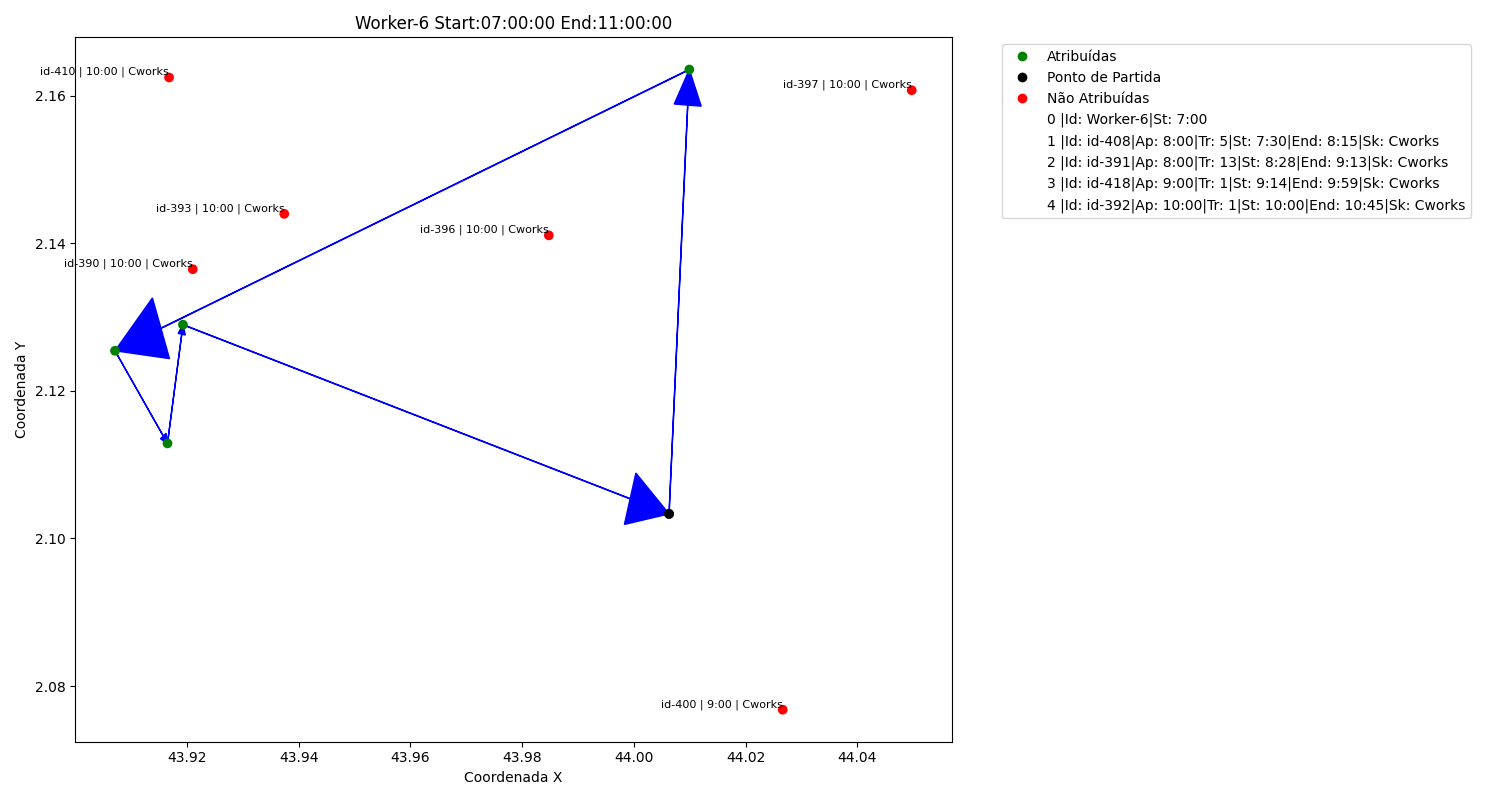 Worker-6 Start:07:00:00 End:11:00:00
id-410 | 10:00 | Cworks
id-397 | 10:00 | Cworks
id-393 | 10:00 | Cworks
id-396 | 10:00 | Cworks
id-390 | 10:00 | Cworks
id-400 | 9:00 | Cworks
2.16
2.14
2.12
2.10
2.08
Coordenada Y
43.92 43.94 43.96 43.98 44.00 44.02 44.04
Coordenada X
Atribuídas
Ponto de Partida
Não Atribuídas
0 |Id: Worker-6|St: 7:00
1 |Id: id-408|Ap: 8:00|Tr: 5|St: 7:30|End: 8:15|Sk: Cworks
2 |Id: id-391|Ap: 8:00|Tr: 13|St: 8:28|End: 9:13|Sk: Cworks
3 |Id: id-418|Ap: 9:00|Tr: 1|St: 9:14|End: 9:59|Sk: Cworks
4 |Id: id-392|Ap: 10:00|Tr: 1|St: 10:00|End: 10:45|Sk: Cworks